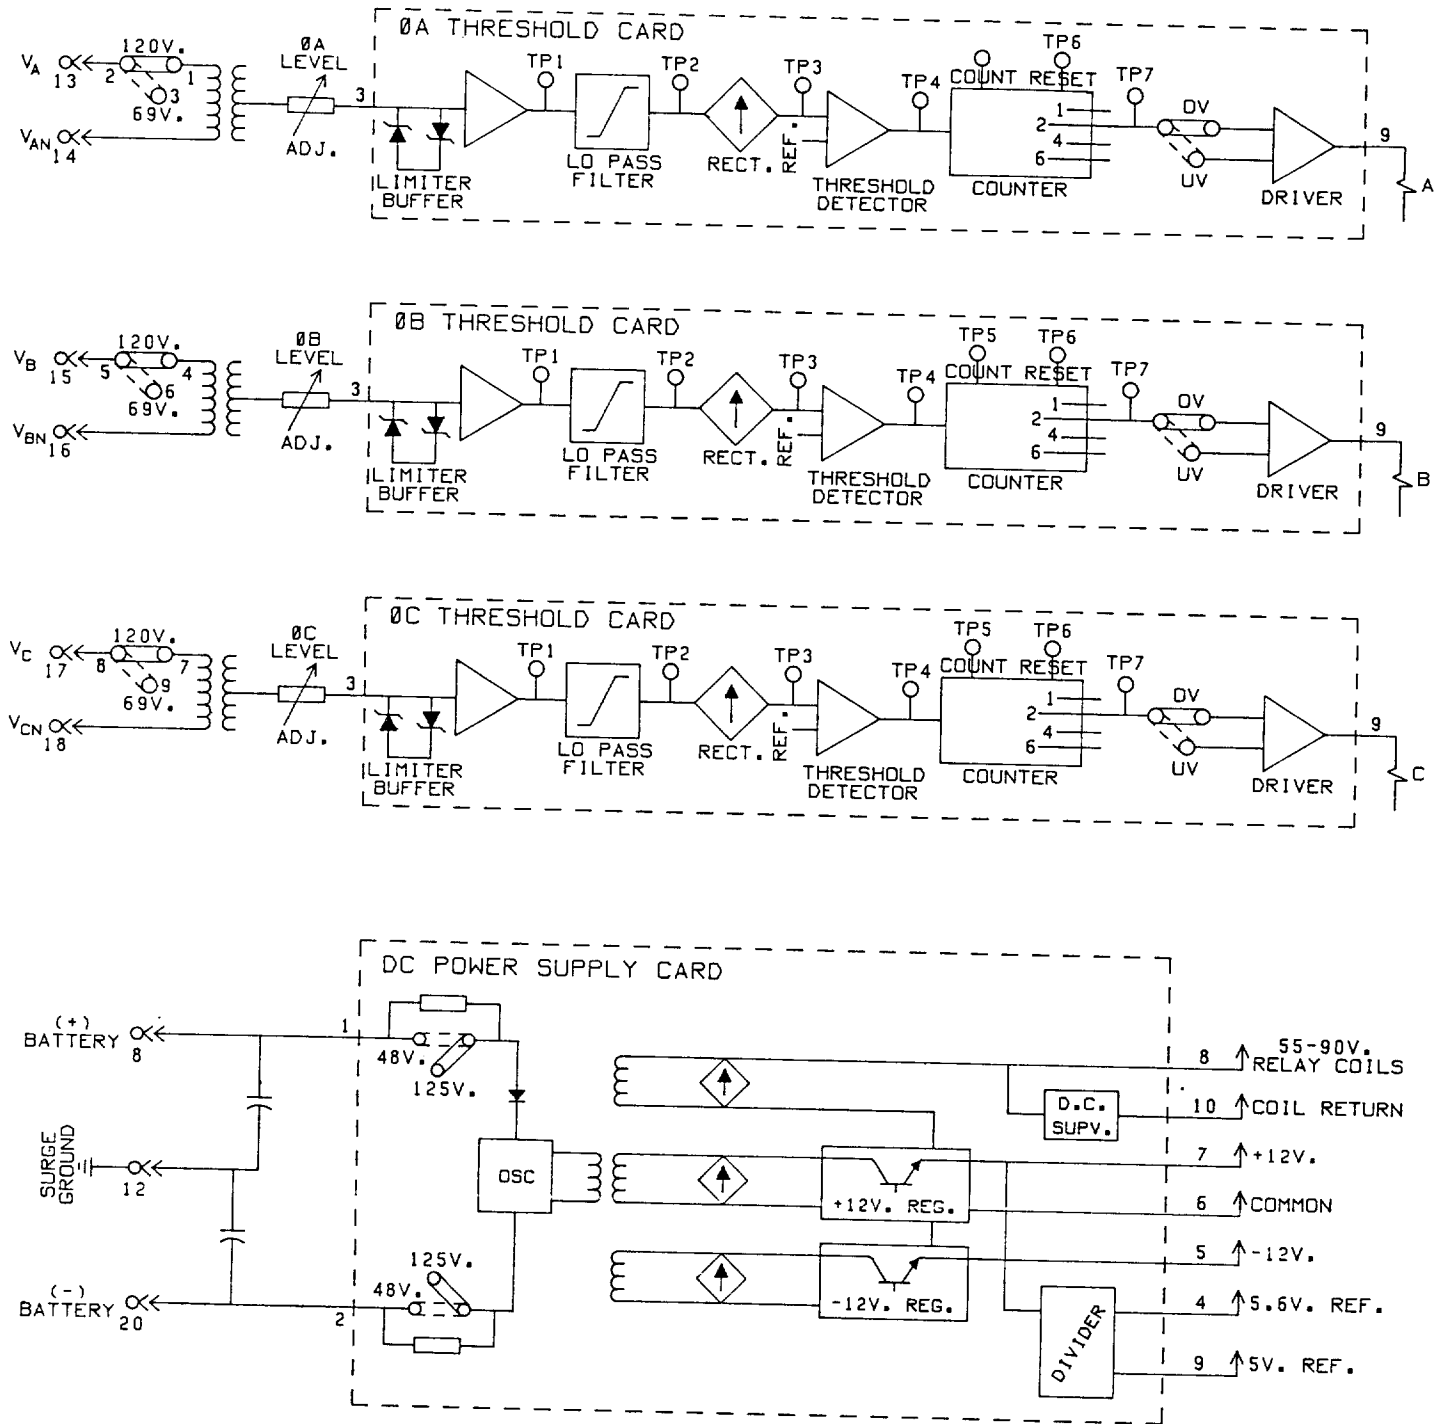 ØA THRESHOLD CARD
120V.
ØA
LEVEL
TP1
TP2
TP3
TP4
TP6
TP7
COUNT RESET
V_A
13
2
1
3
69V.
3
V_AN
14
ADJ.
LIMITER
BUFFER
LO PASS
FILTER
RECT.
REF.
THRESHOLD
DETECTOR
1
2
4
6
COUNTER
OV
UV
DRIVER
9
A
ØB THRESHOLD CARD
120V.
ØB
LEVEL
TP1
TP2
TP3
TP4
TP5
TP6
TP7
COUNT RESET
V_B
15
5
4
6
69V.
3
V_BN
16
ADJ.
LIMITER
BUFFER
LO PASS
FILTER
RECT.
REF.
THRESHOLD
DETECTOR
1
2
4
6
COUNTER
OV
UV
DRIVER
9
B
ØC THRESHOLD CARD
120V.
ØC
LEVEL
TP1
TP2
TP3
TP4
TP5
TP6
TP7
COUNT RESET
V_C
17
8
7
9
69V.
3
V_CN
18
ADJ.
LIMITER
BUFFER
LO PASS
FILTER
RECT.
REF.
THRESHOLD
DETECTOR
1
2
4
6
COUNTER
OV
UV
DRIVER
9
C
DC POWER SUPPLY CARD
(+)
BATTERY
8
1
48V.
125V.
SURGE
GROUND
12
OSC
(-)
BATTERY
20
2
125V.
48V.
+12V. REG.
-12V. REG.
D.C.
SUPV.
DIVIDER
8
55-90V.
RELAY COILS
10
COIL RETURN
7
+12V.
6
COMMON
5
-12V.
4
5.6V. REF.
9
5V. REF.